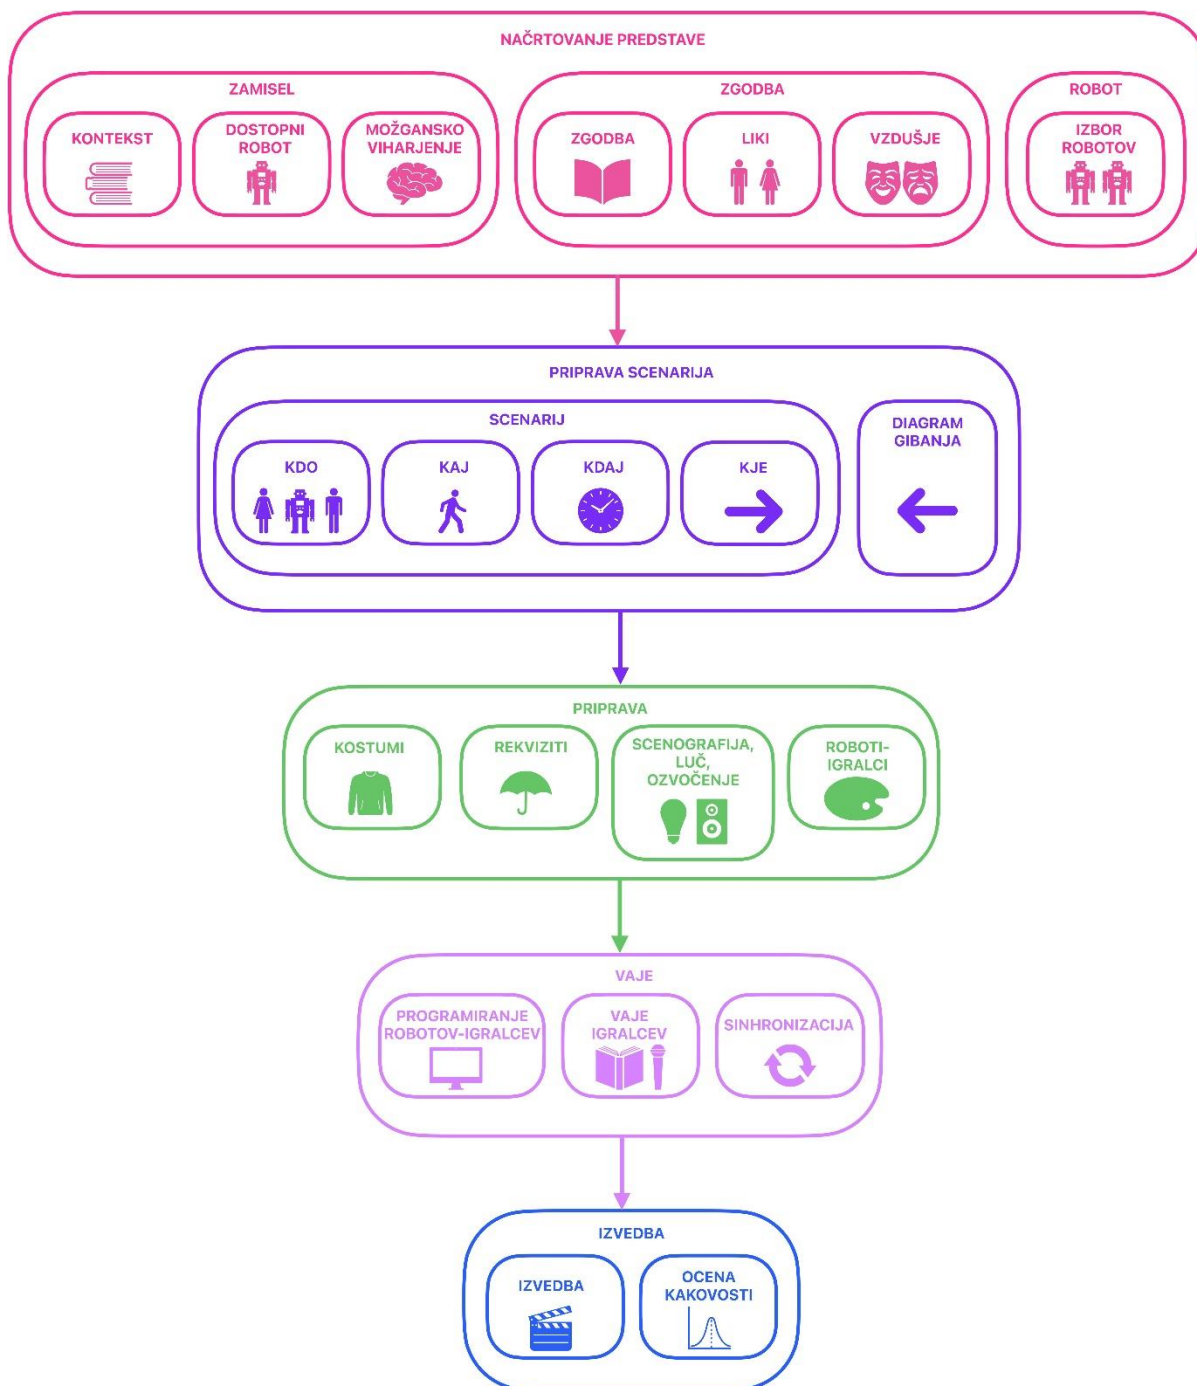 NAČRTOVANJE PREDSTAVE
ZAMISEL
KONTEKST
DOSTOPNI
ROBOT
MOŽGANSKO
VIHARJENJE
ZGODBA
ZGODBA
LIKI
VZDUŠJE
ROBOT
IZBOR
ROBOTOV
PRIPRAVA SCENARIJA
SCENARIJ
KDO
KAJ
KDAJ
KJE
DIAGRAM
GIBANJA
PRIPRAVA
KOSTUMI
REKVIZITI
SCENOGRAFIJA,
LUČ,
OZVOČENJE
ROBOTI-
IGRALCI
VAJE
PROGRAMIRANJE
ROBOTOV-IGRALCEV
VAJE
IGRALCEV
SINHRONIZACIJA
IZVEDBA
IZVEDBA
OCENA
KAKOVOSTI